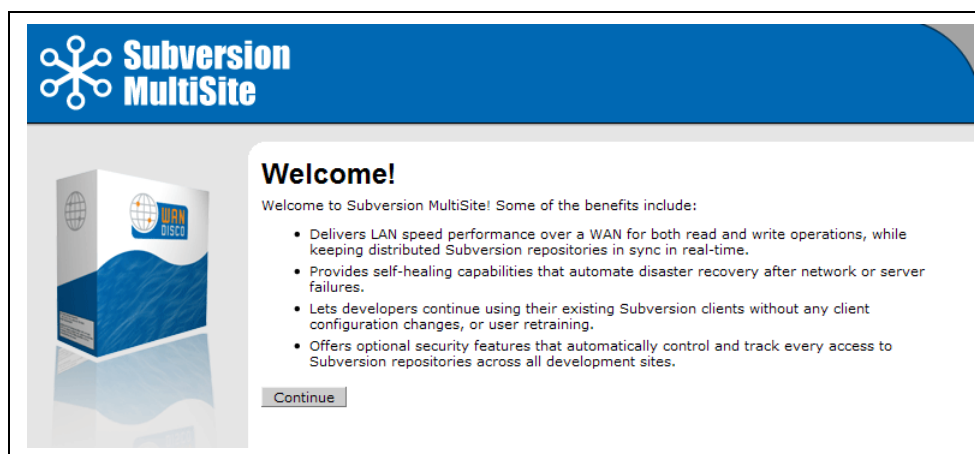 Subversion
MultiSite
WAN
DISCO
Welcome!
Welcome to Subversion MultiSite! Some of the benefits include:
• Delivers LAN speed performance over a WAN for both read and write operations, while
keeping distributed Subversion repositories in sync in real-time.
• Provides self-healing capabilities that automate disaster recovery after network or server
failures.
• Lets developers continue using their existing Subversion clients without any client
configuration changes, or user retraining.
• Offers optional security features that automatically control and track every access to
Subversion repositories across all development sites.
Continue